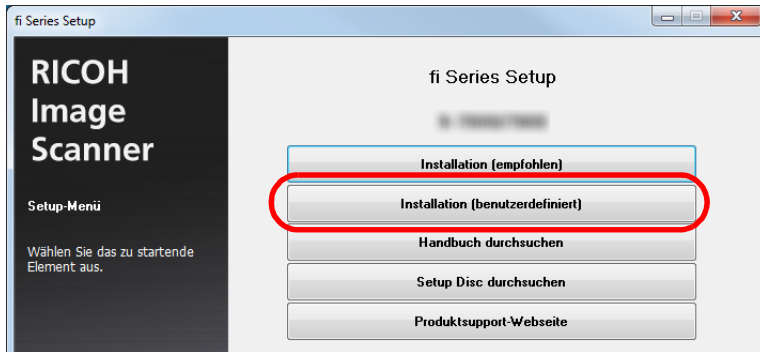 fi Series Setup
RICOH
Image
Scanner
Setup-Menü
Wählen Sie das zu startende
Element aus.
fi Series Setup
Installation (empfohlen)
Installation (benutzerdefiniert)
Handbuch durchsuchen
Setup Disc durchsuchen
Produktsupport-Webseite